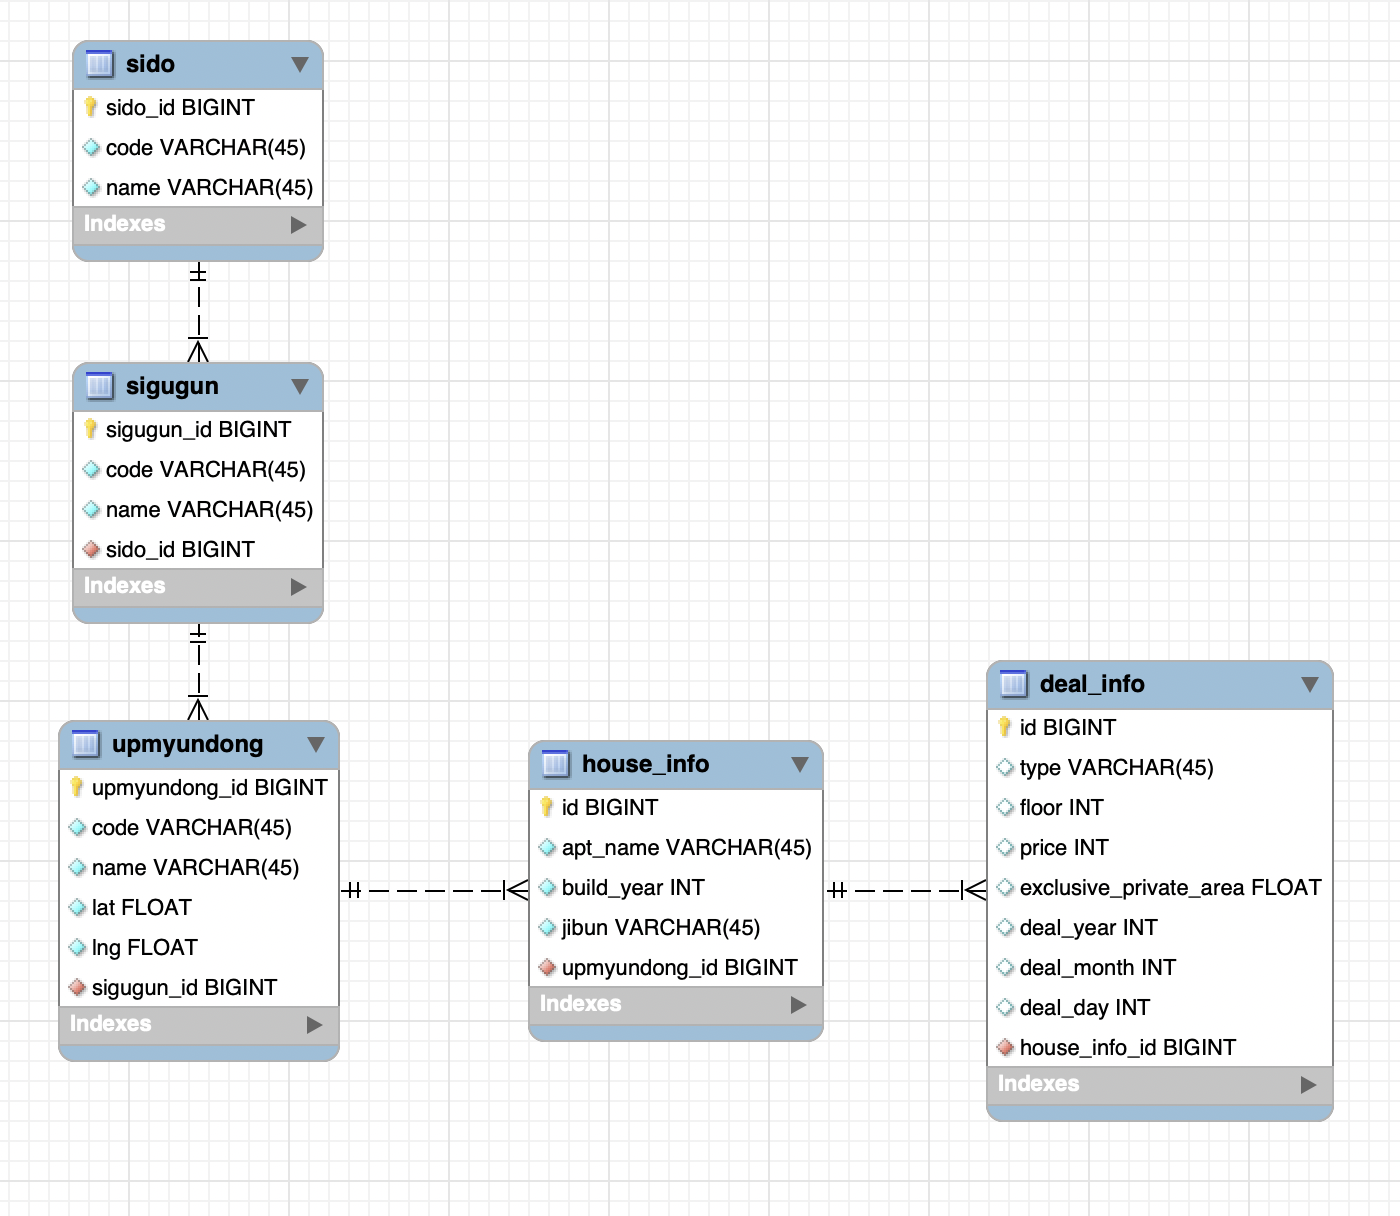 sido
sido_id BIGINT
code VARCHAR(45)
name VARCHAR(45)
Indexes
sigugun
sigugun_id BIGINT
code VARCHAR(45)
name VARCHAR(45)
sido_id BIGINT
Indexes
upmyundong
upmyundong_id BIGINT
code VARCHAR(45)
name VARCHAR(45)
lat FLOAT
lng FLOAT
sigugun_id BIGINT
Indexes
house_info
id BIGINT
apt_name VARCHAR(45)
build_year INT
jibun VARCHAR(45)
upmyundong_id BIGINT
Indexes
deal_info
id BIGINT
type VARCHAR(45)
floor INT
price INT
exclusive_private_area FLOAT
deal_year INT
deal_month INT
deal_day INT
house_info_id BIGINT
Indexes